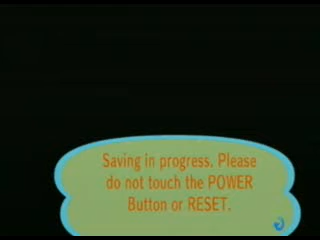 Saving in progress. Please
do not touch the POWER
Button or RESET.